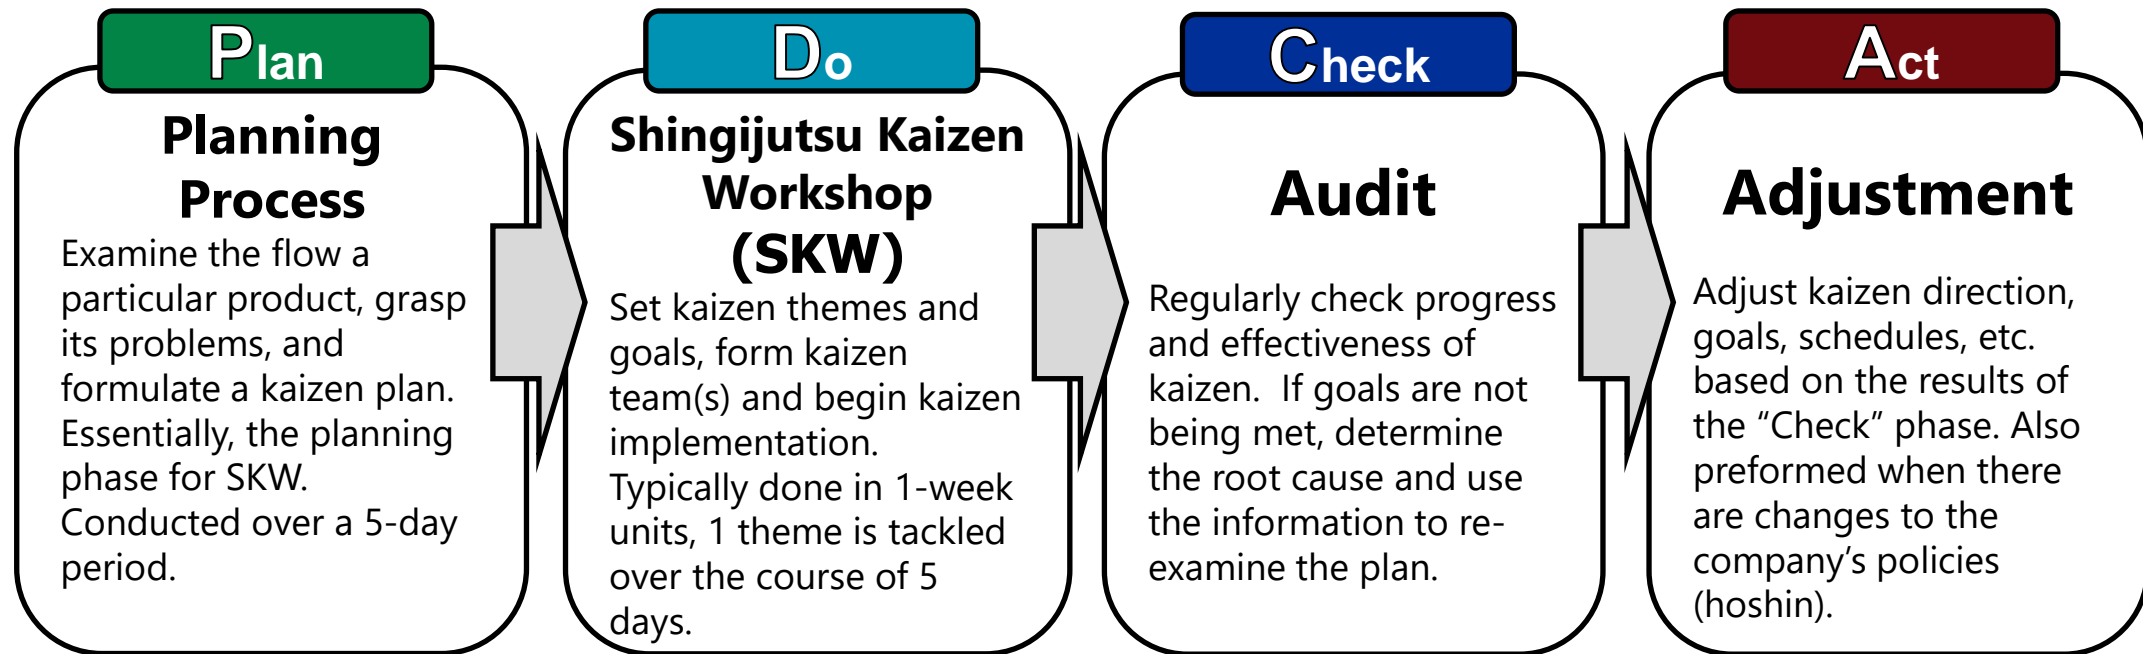 Plan
Planning
Process
Examine the flow a
particular product, grasp
its problems, and
formulate a kaizen plan.
Essentially, the planning
phase for SKW.
Conducted over a 5-day
period.
Do
Shingijutsu Kaizen
Workshop
(SKW)
Set kaizen themes and
goals, form kaizen
team(s) and begin kaizen
implementation.
Typically done in 1-week
units, 1 theme is tackled
over the course of 5
days.
Check
Audit
Regularly check progress
and effectiveness of
kaizen.  If goals are not
being met, determine
the root cause and use
the information to re-
examine the plan.
Act
Adjustment
Adjust kaizen direction,
goals, schedules, etc.
based on the results of
the “Check” phase. Also
preformed when there
are changes to the
company’s policies
(hoshin).